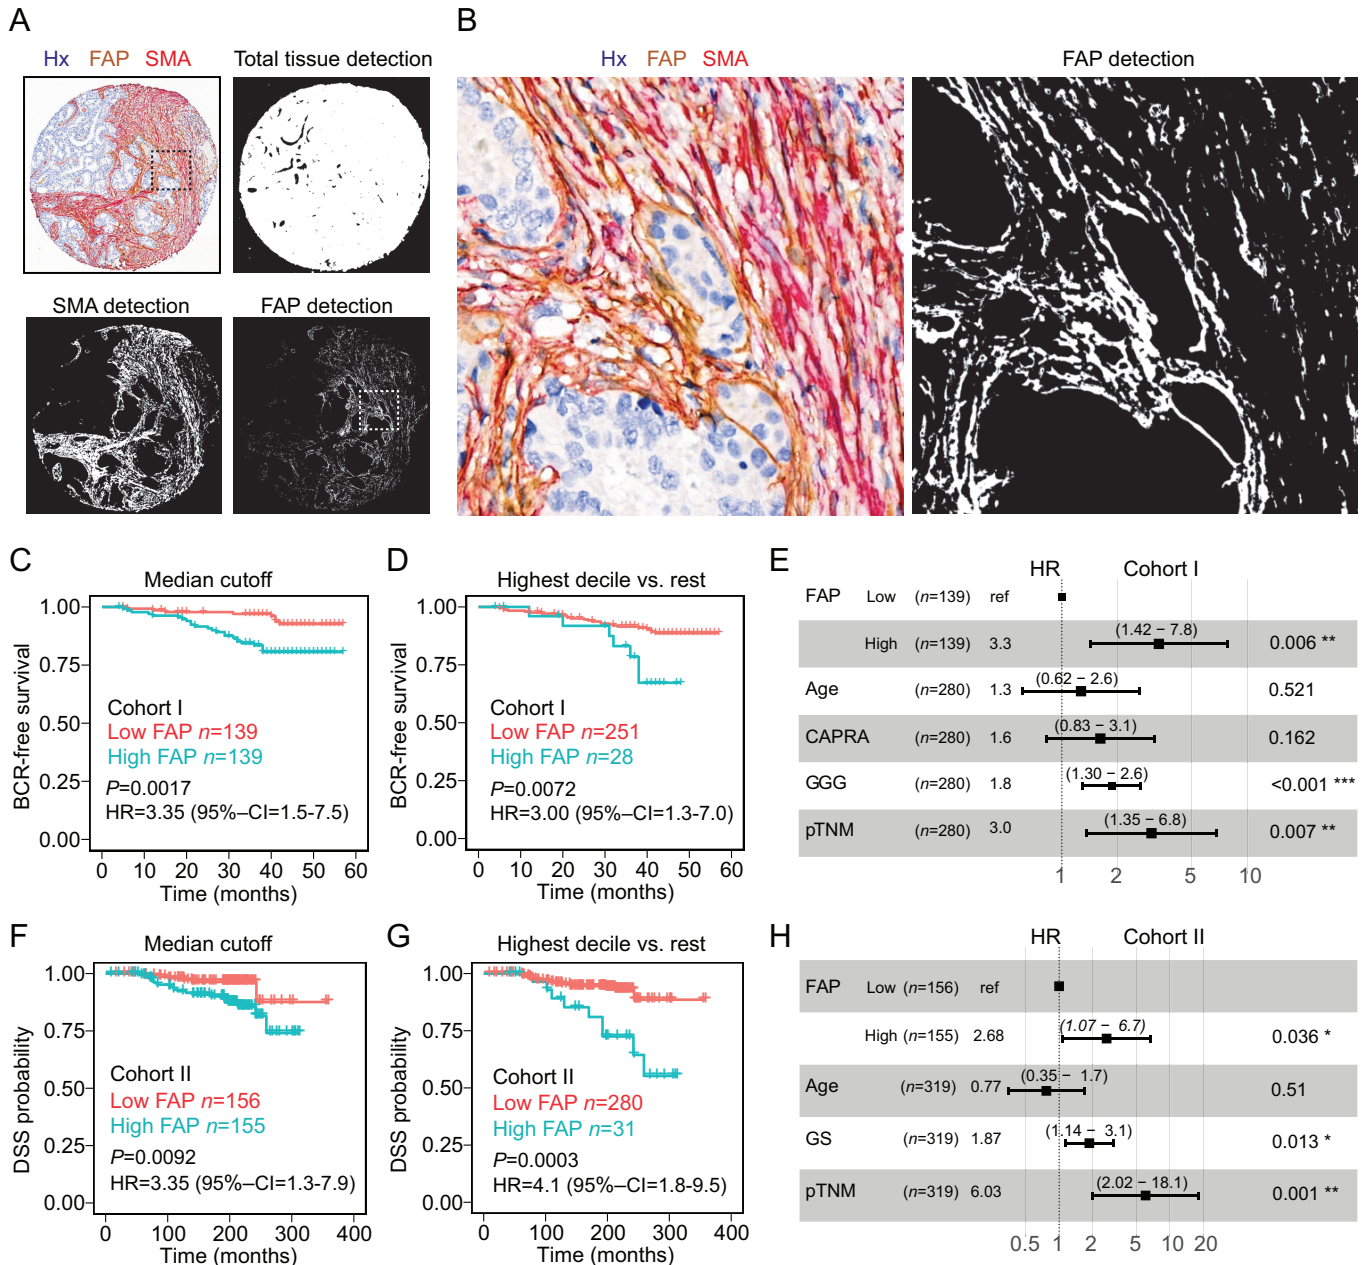 A
Hx FAP SMA
Total tissue detection
SMA detection
FAP detection
B
Hx FAP SMA
FAP detection
C
Median cutoff
BCR-free survival
1.00
0.75
0.50
0.25
0.00
Cohort I
Low FAP n=139
High FAP n=139
P=0.0017
HR=3.35 (95%–CI=1.5-7.5)
0 10 20 30 40 50 60
Time (months)
D
Highest decile vs. rest
BCR-free survival
1.00
0.75
0.50
0.25
0.00
Cohort I
Low FAP n=251
High FAP n=28
P=0.0072
HR=3.00 (95%–CI=1.3-7.0)
0 10 20 30 40 50 60
Time (months)
E
HR Cohort I
FAP Low (n=139) ref
High (n=139) 3.3 (1.42 – 7.8) 0.006 **
Age (n=280) 1.3 (0.62 – 2.6) 0.521
CAPRA (n=280) 1.6 (0.83 – 3.1) 0.162
GGG (n=280) 1.8 (1.30 – 2.6) <0.001 ***
pTNM (n=280) 3.0 (1.35 – 6.8) 0.007 **
1 2 5 10
F
Median cutoff
DSS probability
1.00
0.75
0.50
0.25
0.00
Cohort II
Low FAP n=156
High FAP n=155
P=0.0092
HR=3.35 (95%–CI=1.3-7.9)
0 100 200 300 400
Time (months)
G
Highest decile vs. rest
DSS probability
1.00
0.75
0.50
0.25
0.00
Cohort II
Low FAP n=280
High FAP n=31
P=0.0003
HR=4.1 (95%–CI=1.8-9.5)
0 100 200 300 400
Time (months)
H
HR Cohort II
FAP Low (n=156) ref
High (n=155) 2.68 (1.07 – 6.7) 0.036 *
Age (n=319) 0.77 (0.35 – 1.7) 0.51
GS (n=319) 1.87 (1.14 – 3.1) 0.013 *
pTNM (n=319) 6.03 (2.02 – 18.1) 0.001 **
0.5 1 2 5 10 20